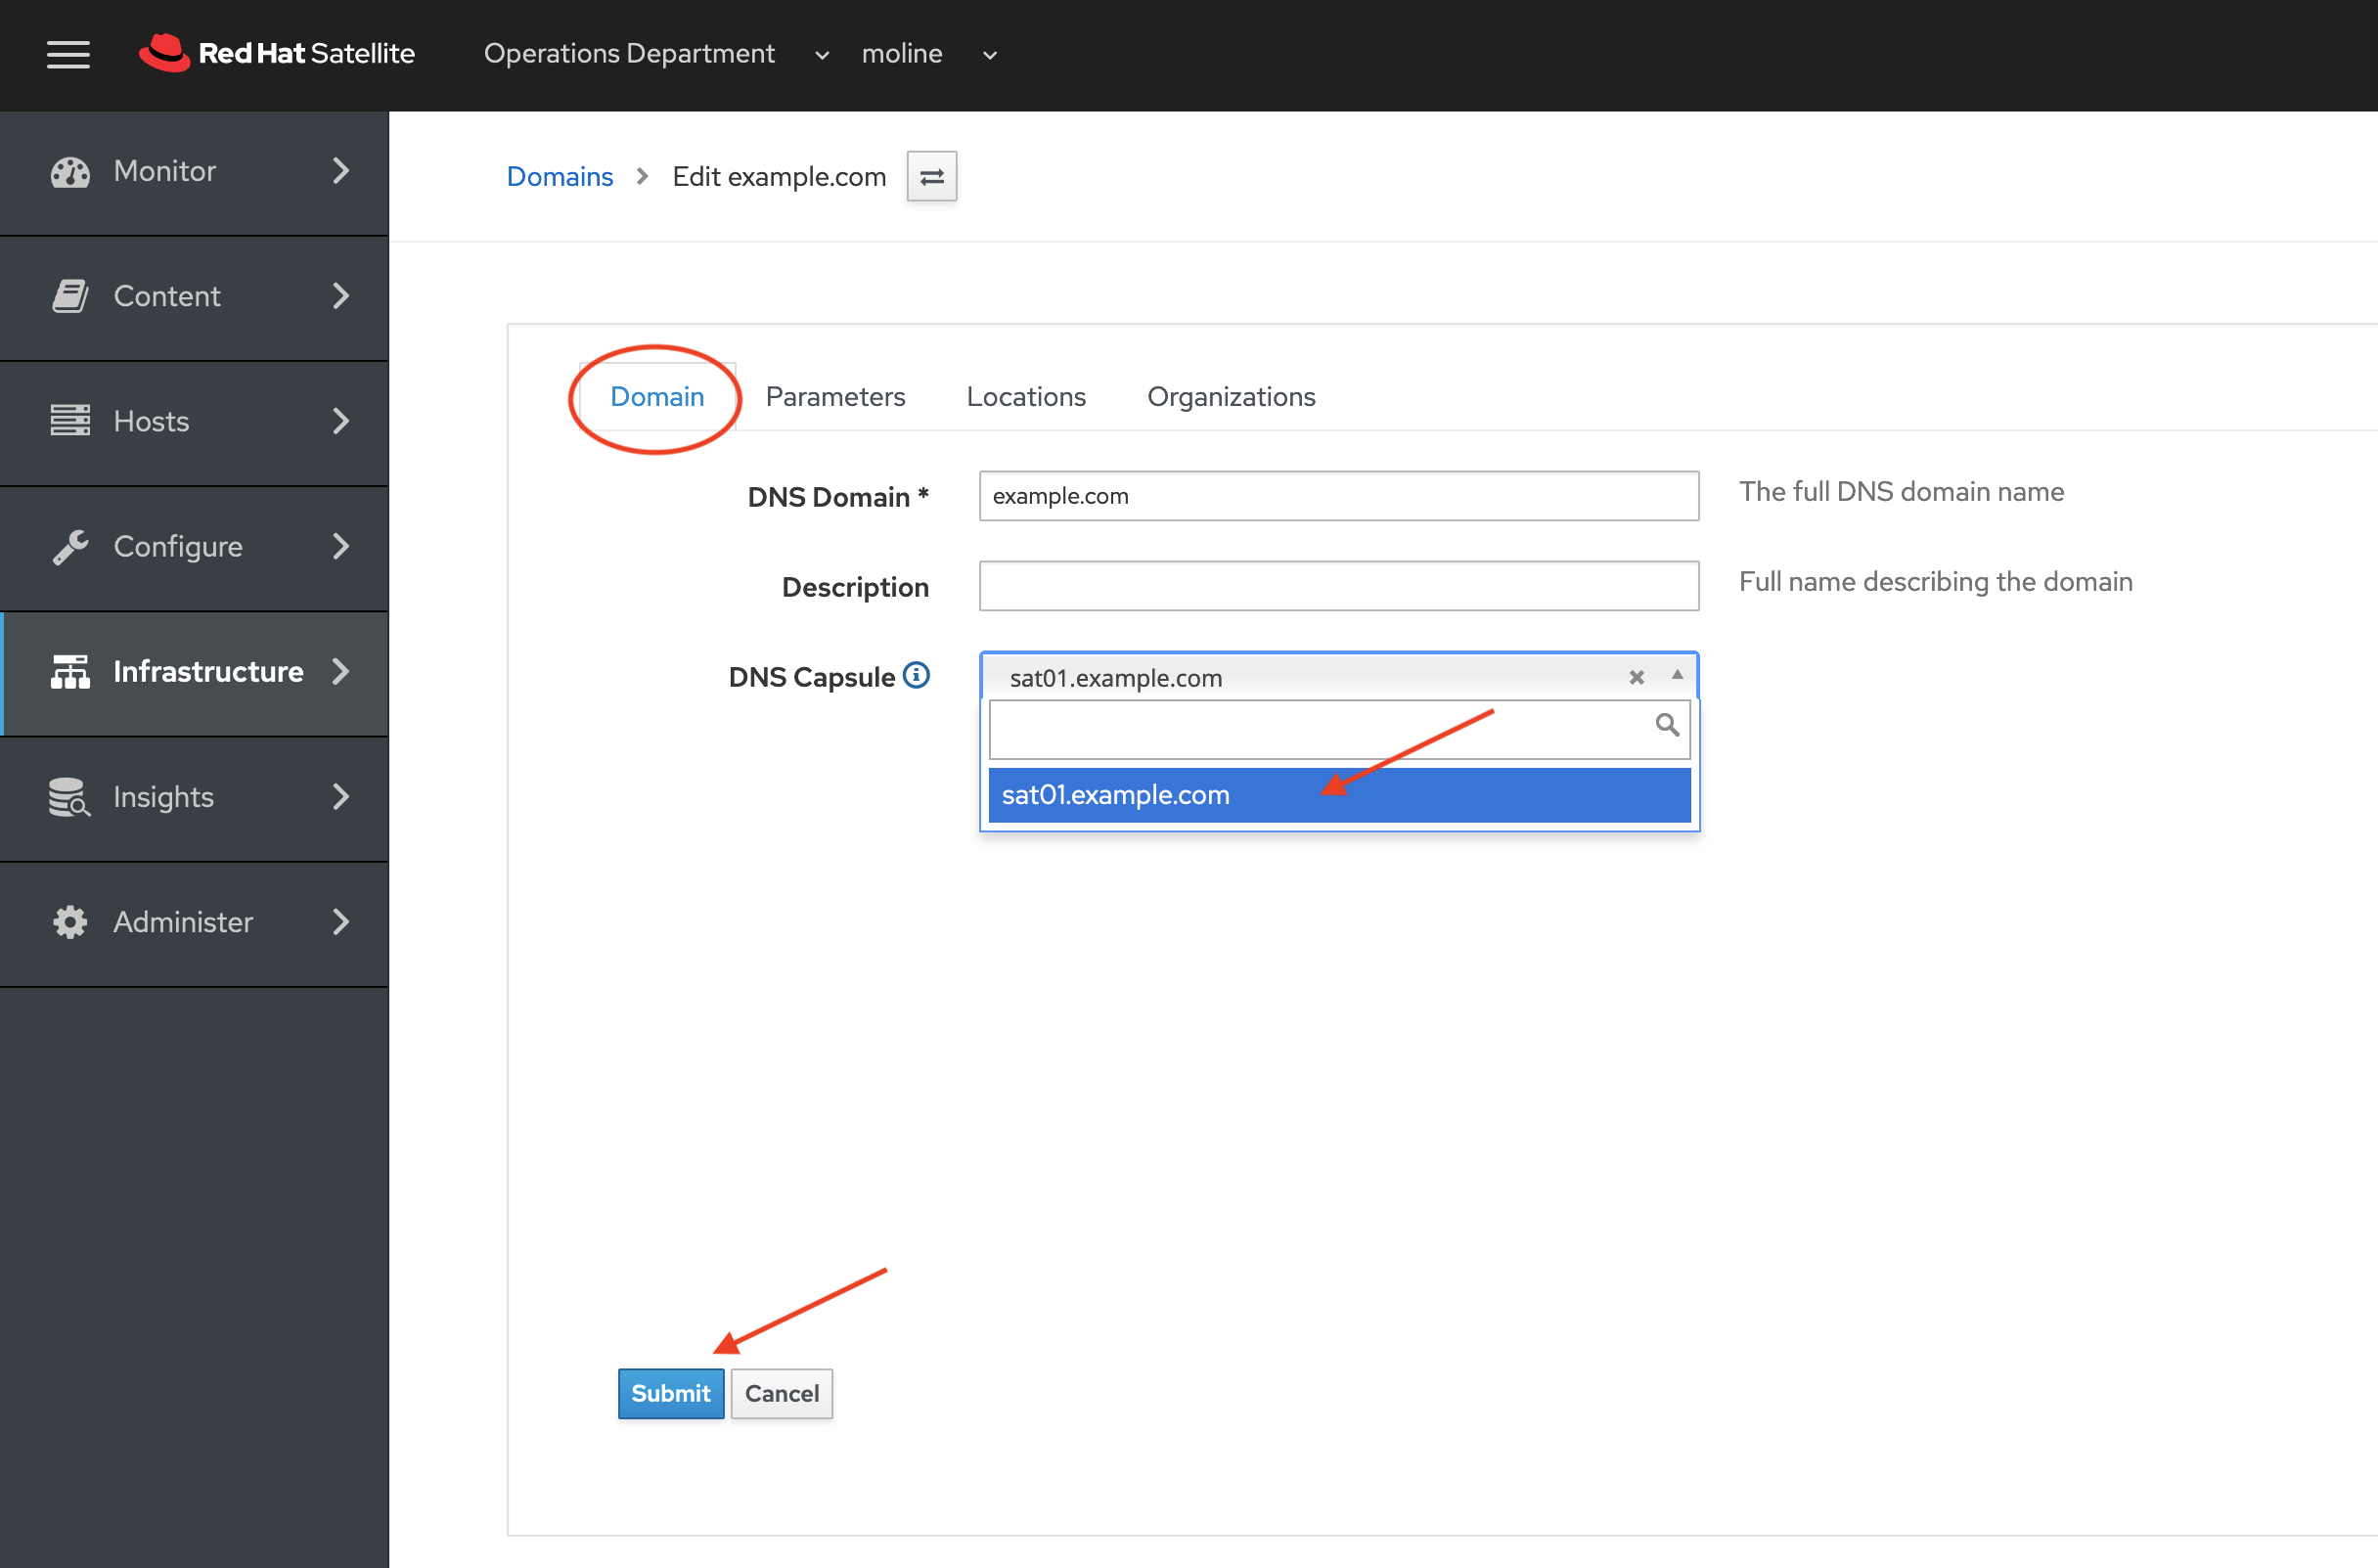 Red Hat Satellite Operations Department moline
Monitor
Content
Hosts
Configure
Infrastructure
Insights
Administer
Domains Edit example.com
Domain Parameters Locations Organizations
DNS Domain * example.com The full DNS domain name
Description Full name describing the domain
DNS Capsule sat01.example.com
sat01.example.com
Submit Cancel